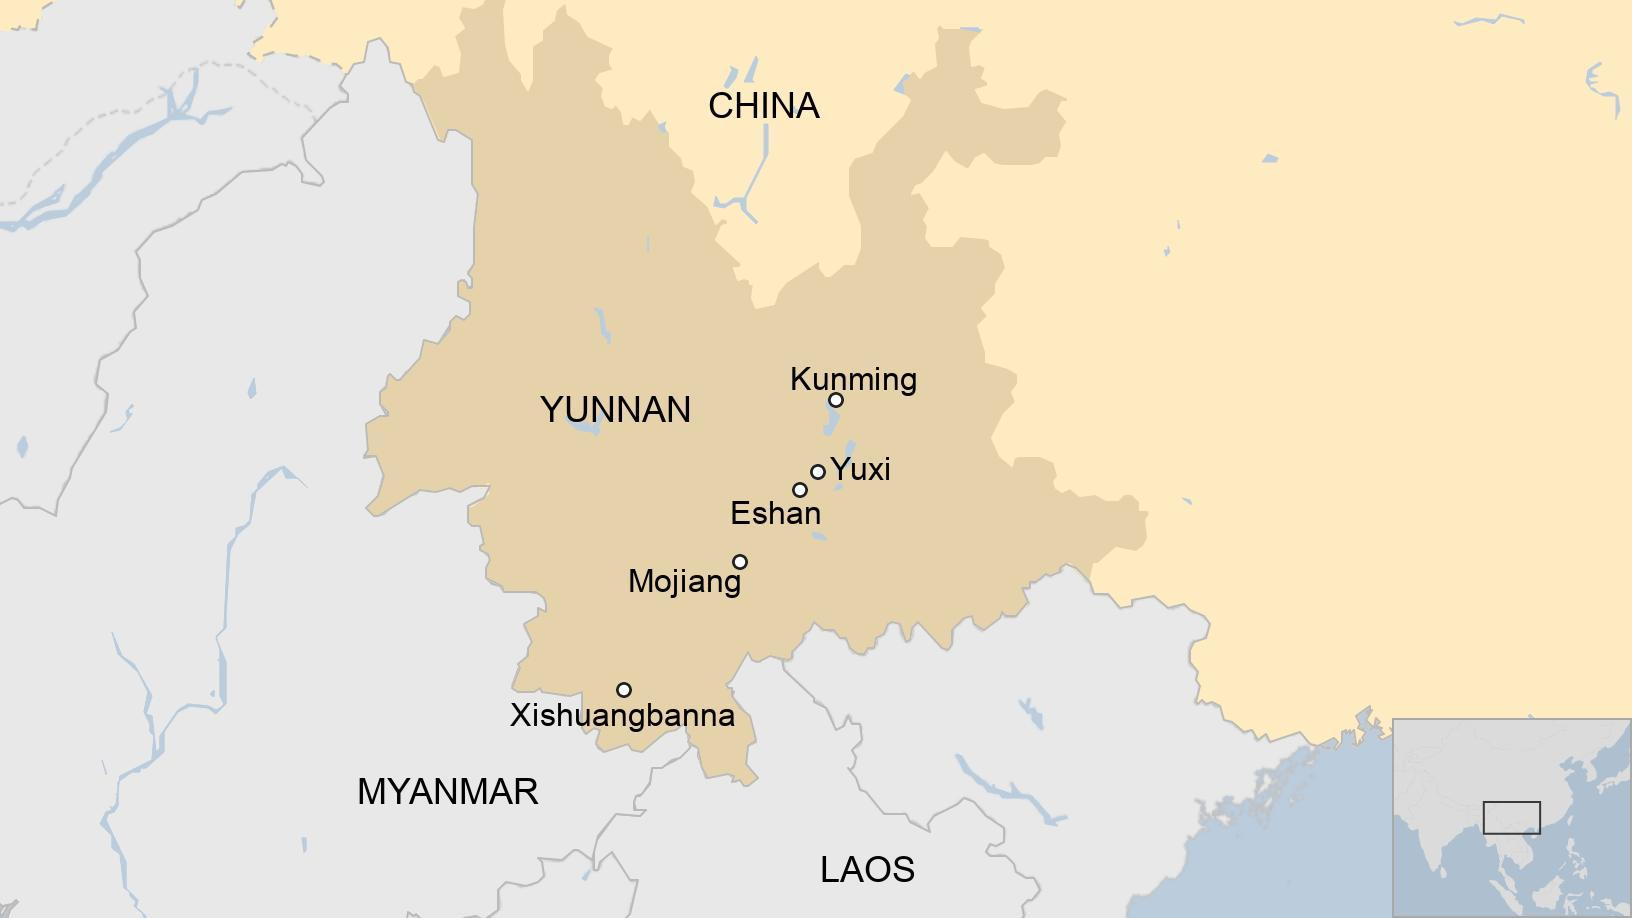 CHINA
Kunming
YUNNAN
Yuxi
Eshan
Mojiang
Xishuangbanna
MYANMAR
LAOS